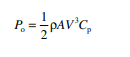 Pₒ = 1/2 ρAV³Cₚ